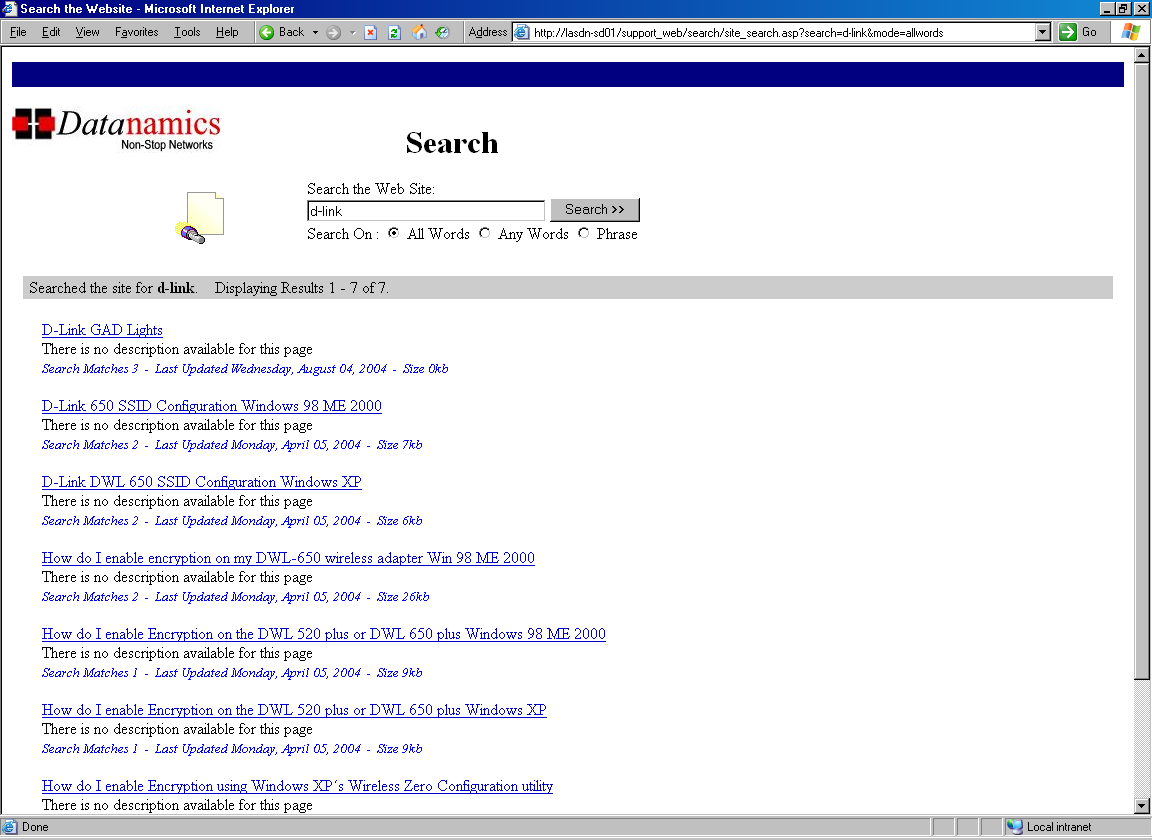 Search the Website - Microsoft Internet Explorer
File Edit View Favorites Tools Help Back Address http://lasdn-sd01/support_web/search/site_search.asp?search=d-link&mode=allwords Go
Datanamics
Non-Stop Networks
Search
Search the Web Site:
d-link Search >>
Search On : All Words Any Words Phrase
Searched the site for d-link. Displaying Results 1 - 7 of 7.
D-Link GAD Lights
There is no description available for this page
Search Matches 3 - Last Updated Wednesday, August 04, 2004 - Size 0kb
D-Link 650 SSID Configuration Windows 98 ME 2000
There is no description available for this page
Search Matches 2 - Last Updated Monday, April 05, 2004 - Size 7kb
D-Link DWL 650 SSID Configuration Windows XP
There is no description available for this page
Search Matches 2 - Last Updated Monday, April 05, 2004 - Size 6kb
How do I enable encryption on my DWL-650 wireless adapter Win 98 ME 2000
There is no description available for this page
Search Matches 2 - Last Updated Monday, April 05, 2004 - Size 26kb
How do I enable Encryption on the DWL 520 plus or DWL 650 plus Windows 98 ME 2000
There is no description available for this page
Search Matches 1 - Last Updated Monday, April 05, 2004 - Size 9kb
How do I enable Encryption on the DWL 520 plus or DWL 650 plus Windows XP
There is no description available for this page
Search Matches 1 - Last Updated Monday, April 05, 2004 - Size 9kb
How do I enable Encryption using Windows XP´s Wireless Zero Configuration utility
There is no description available for this page
Done Local intranet